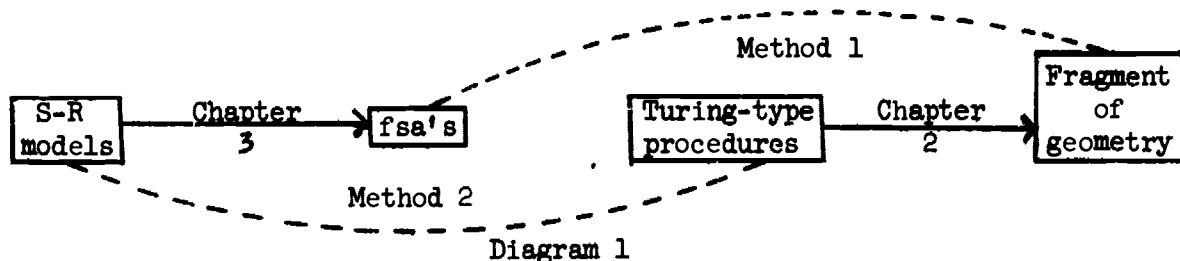 Method 1
Fragment
of
geometry
S-R
models
Chapter
3
fsa's
Turing-type
procedures
Chapter
2
Method 2
Diagram 1